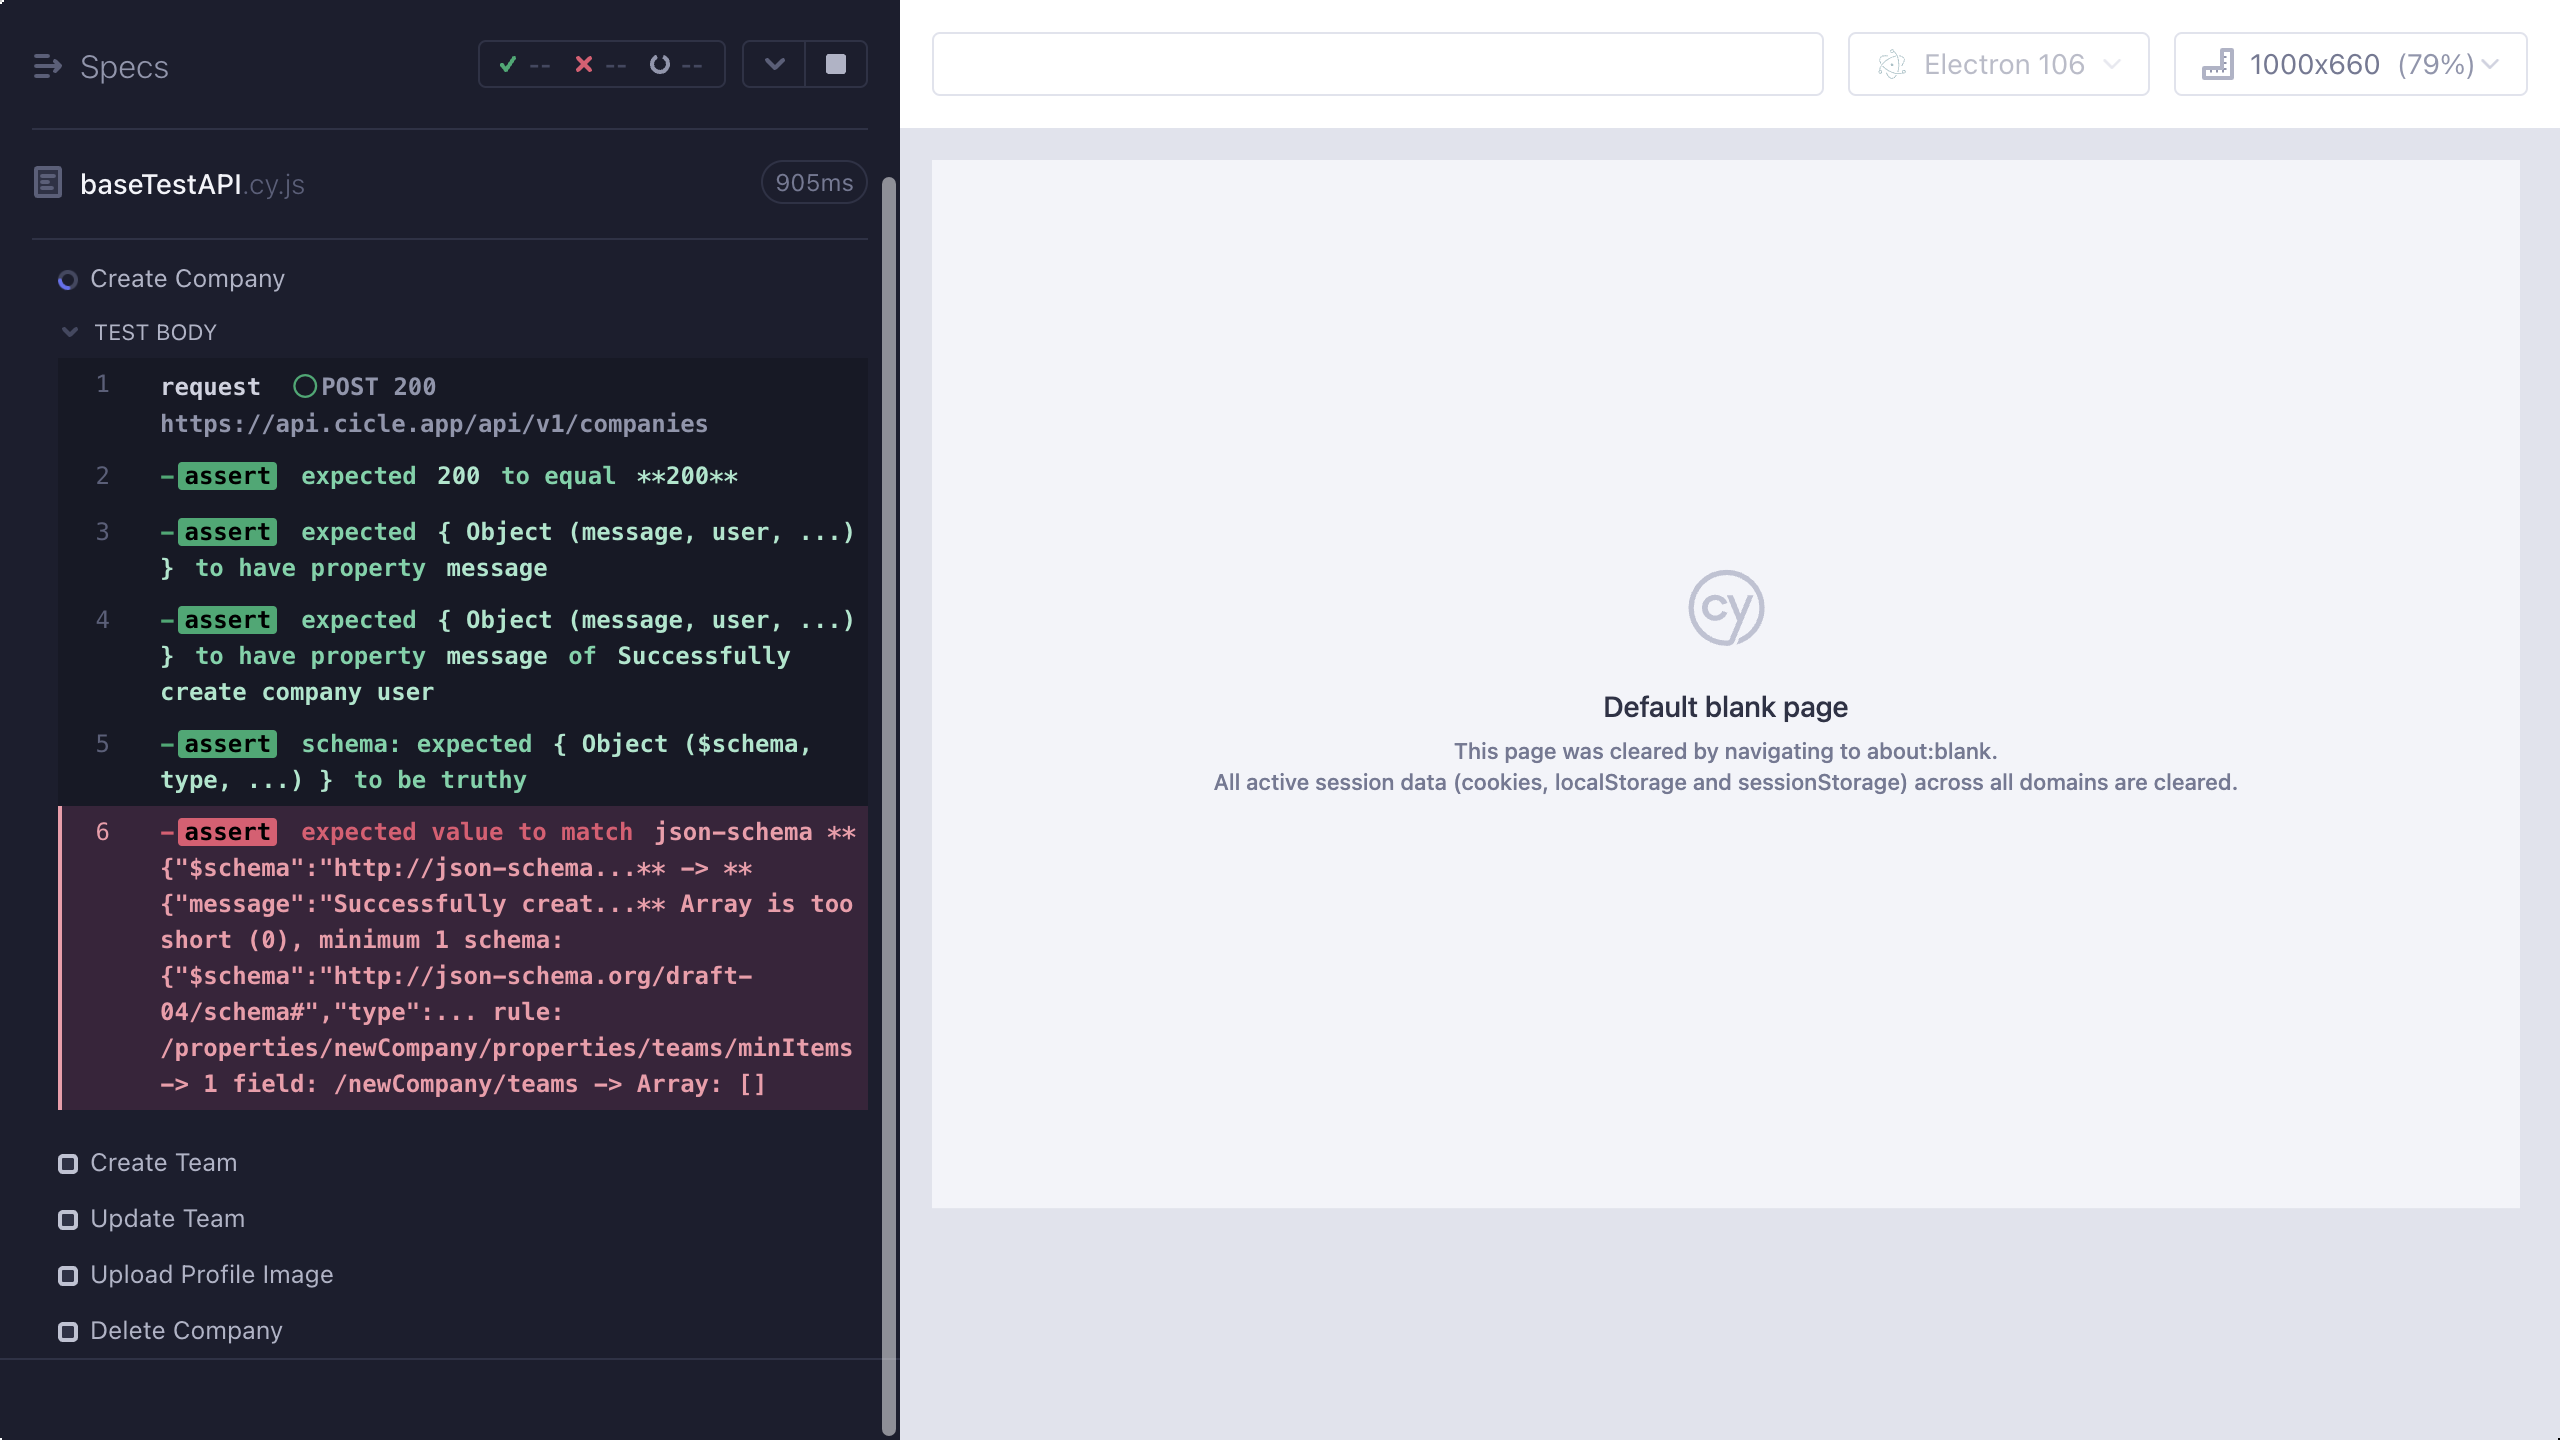 Specs
--
--
--
baseTestAPI.cy.js
905ms
Create Company
TEST BODY
1 request POST 200
https://api.cicle.app/api/v1/companies
2 -assert expected 200 to equal **200**
3 -assert expected { Object (message, user, ...)
} to have property message
4 -assert expected { Object (message, user, ...)
} to have property message of Successfully
create company user
5 -assert schema: expected { Object ($schema,
type, ...) } to be truthy
6 -assert expected value to match json-schema **
{"$schema":"http://json-schema...** -> **
{"message":"Successfully creat...** Array is too
short (0), minimum 1 schema:
{"$schema":"http://json-schema.org/draft-
04/schema#","type":... rule:
/properties/newCompany/properties/teams/minItems
-> 1 field: /newCompany/teams -> Array: []
Create Team
Update Team
Upload Profile Image
Delete Company
Electron 106
1000x660 (79%)
cy
Default blank page
This page was cleared by navigating to about:blank.
All active session data (cookies, localStorage and sessionStorage) across all domains are cleared.